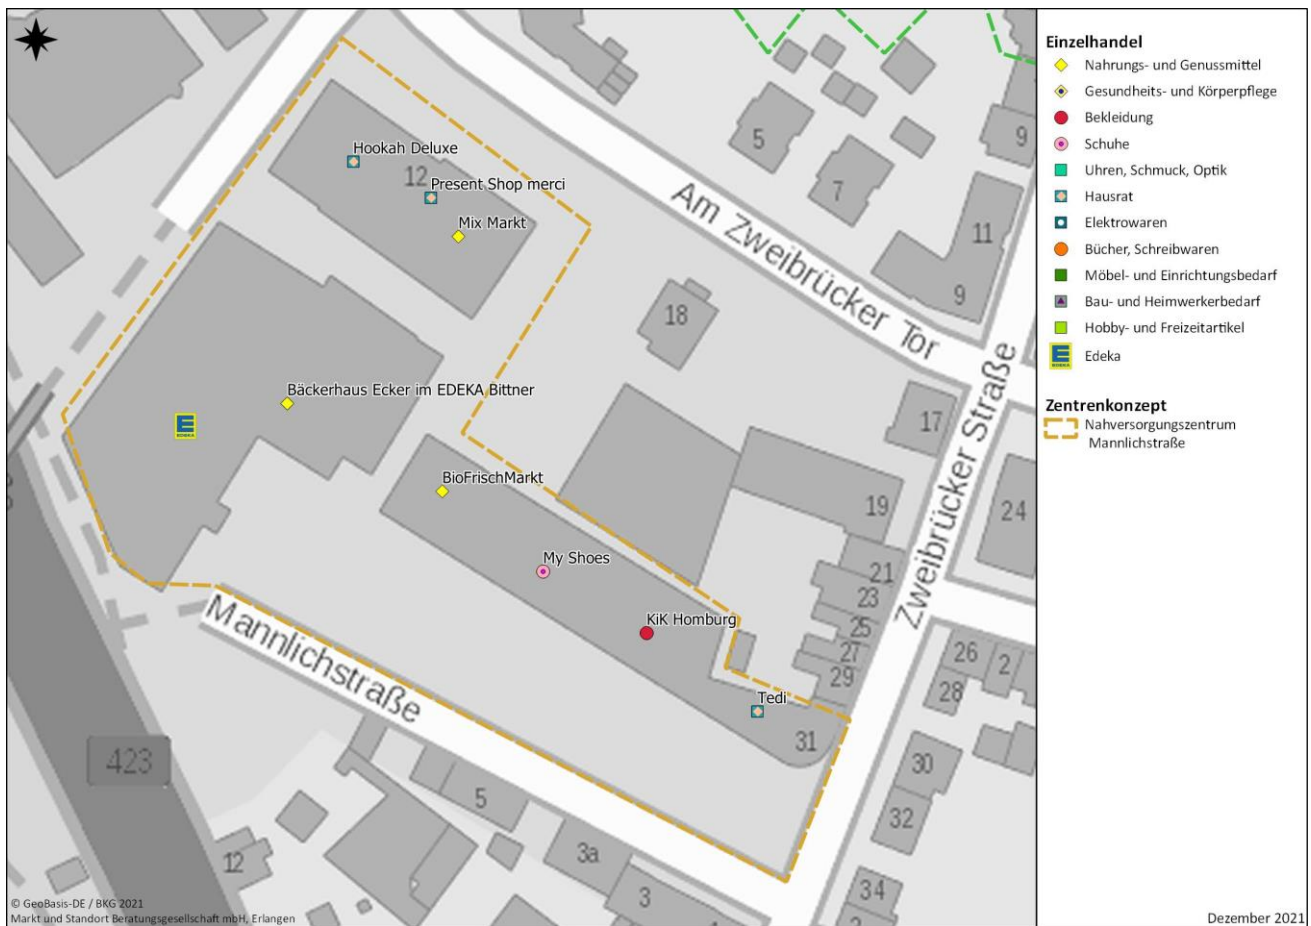 Hookah Deluxe
12
Present Shop merci
Mix Markt
Bäckerhaus Ecker im EDEKA Bittner
E
EDEKA
BioFrischMarkt
My Shoes
KiK Homburg
Tedi
31
Am Zweibrücker Tor
Zweibrücker Straße
Mannlichstraße
423
5
7
9
11
9
18
17
19
24
21
23
25
27
29
26
2
28
30
32
34
5
3a
3
12
Einzelhandel
Nahrungs- und Genussmittel
Gesundheits- und Körperpflege
Bekleidung
Schuhe
Uhren, Schmuck, Optik
Hausrat
Elektrowaren
Bücher, Schreibwaren
Möbel- und Einrichtungsbedarf
Bau- und Heimwerkerbedarf
Hobby- und Freizeitartikel
E
EDEKA
Edeka
Zentrenkonzept
Nahversorgungszentrum
Mannlichstraße
© GeoBasis-DE / BKG 2021
Markt und Standort Beratungsgesellschaft mbH, Erlangen
Dezember 2021